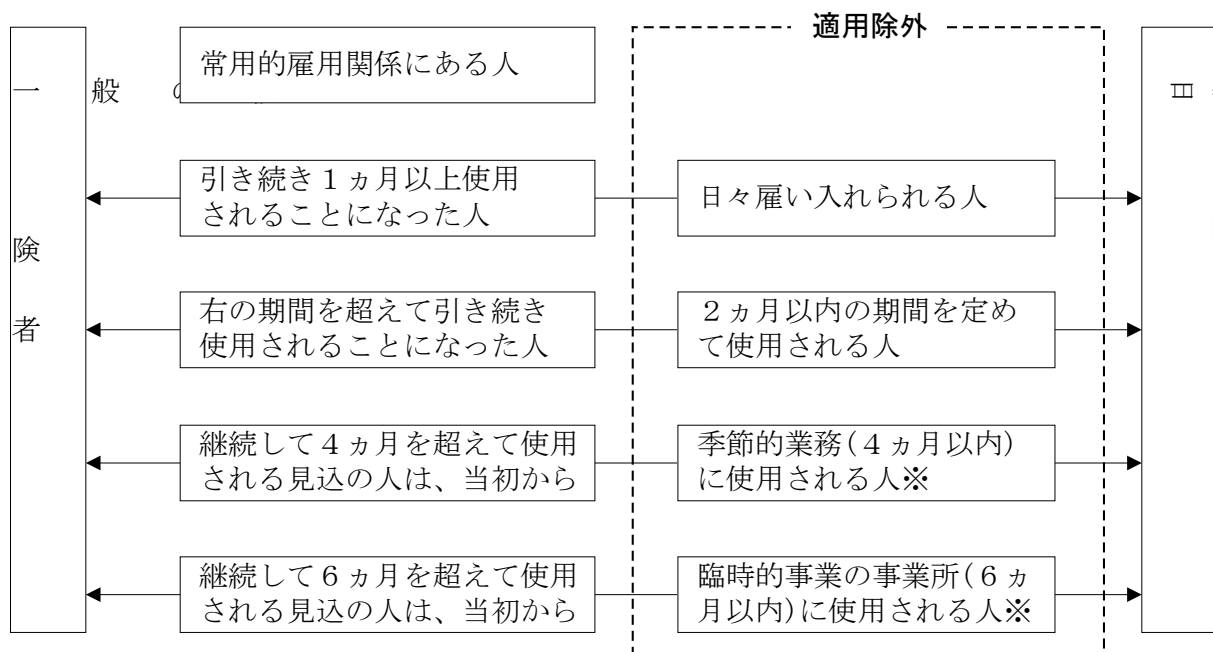 適用除外
常用的雇用関係にある人
一般の
険
者
引き続き１ヵ月以上使用
されることになった人
日々雇い入れられる人
右の期間を超えて引き続き
使用されることになった人
２ヵ月以内の期間を定め
て使用される人
継続して４ヵ月を超えて使用
される見込の人は、当初から
季節的業務(４ヵ月以内)
に使用される人※
継続して６ヵ月を超えて使用
される見込の人は、当初から
臨時的事業の事業所(６ヵ
月以内)に使用される人※